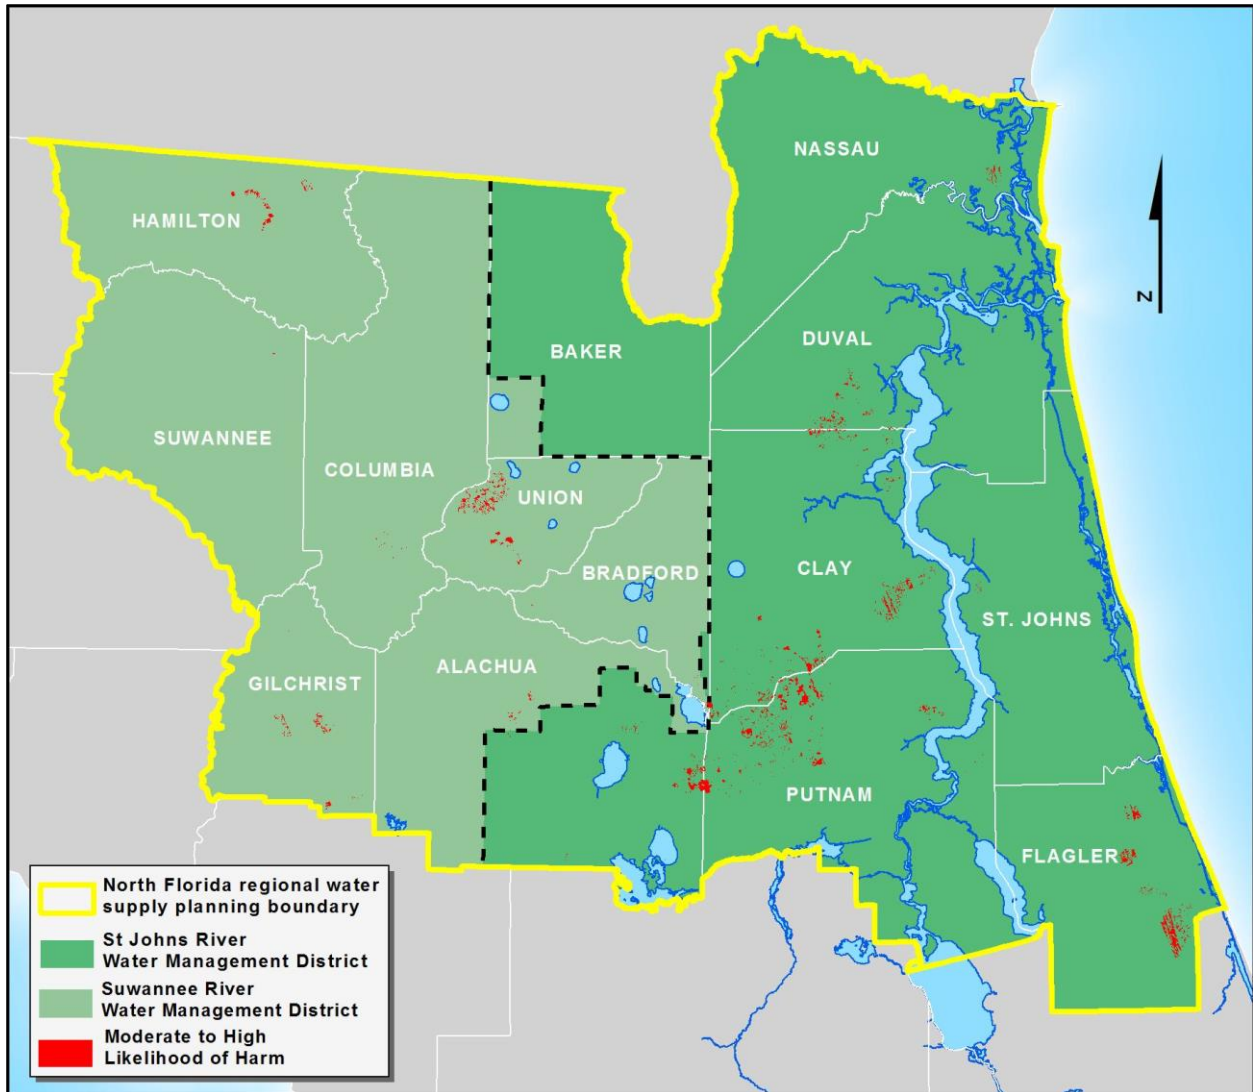 NASSAU
HAMILTON
N
BAKER
DUVAL
SUWANNEE
COLUMBIA
UNION
BRADFORD
CLAY
ST. JOHNS
ALACHUA
GILCHRIST
PUTNAM
FLAGLER
North Florida regional water
supply planning boundary
St Johns River
Water Management District
Suwannee River
Water Management District
Moderate to High
Likelihood of Harm